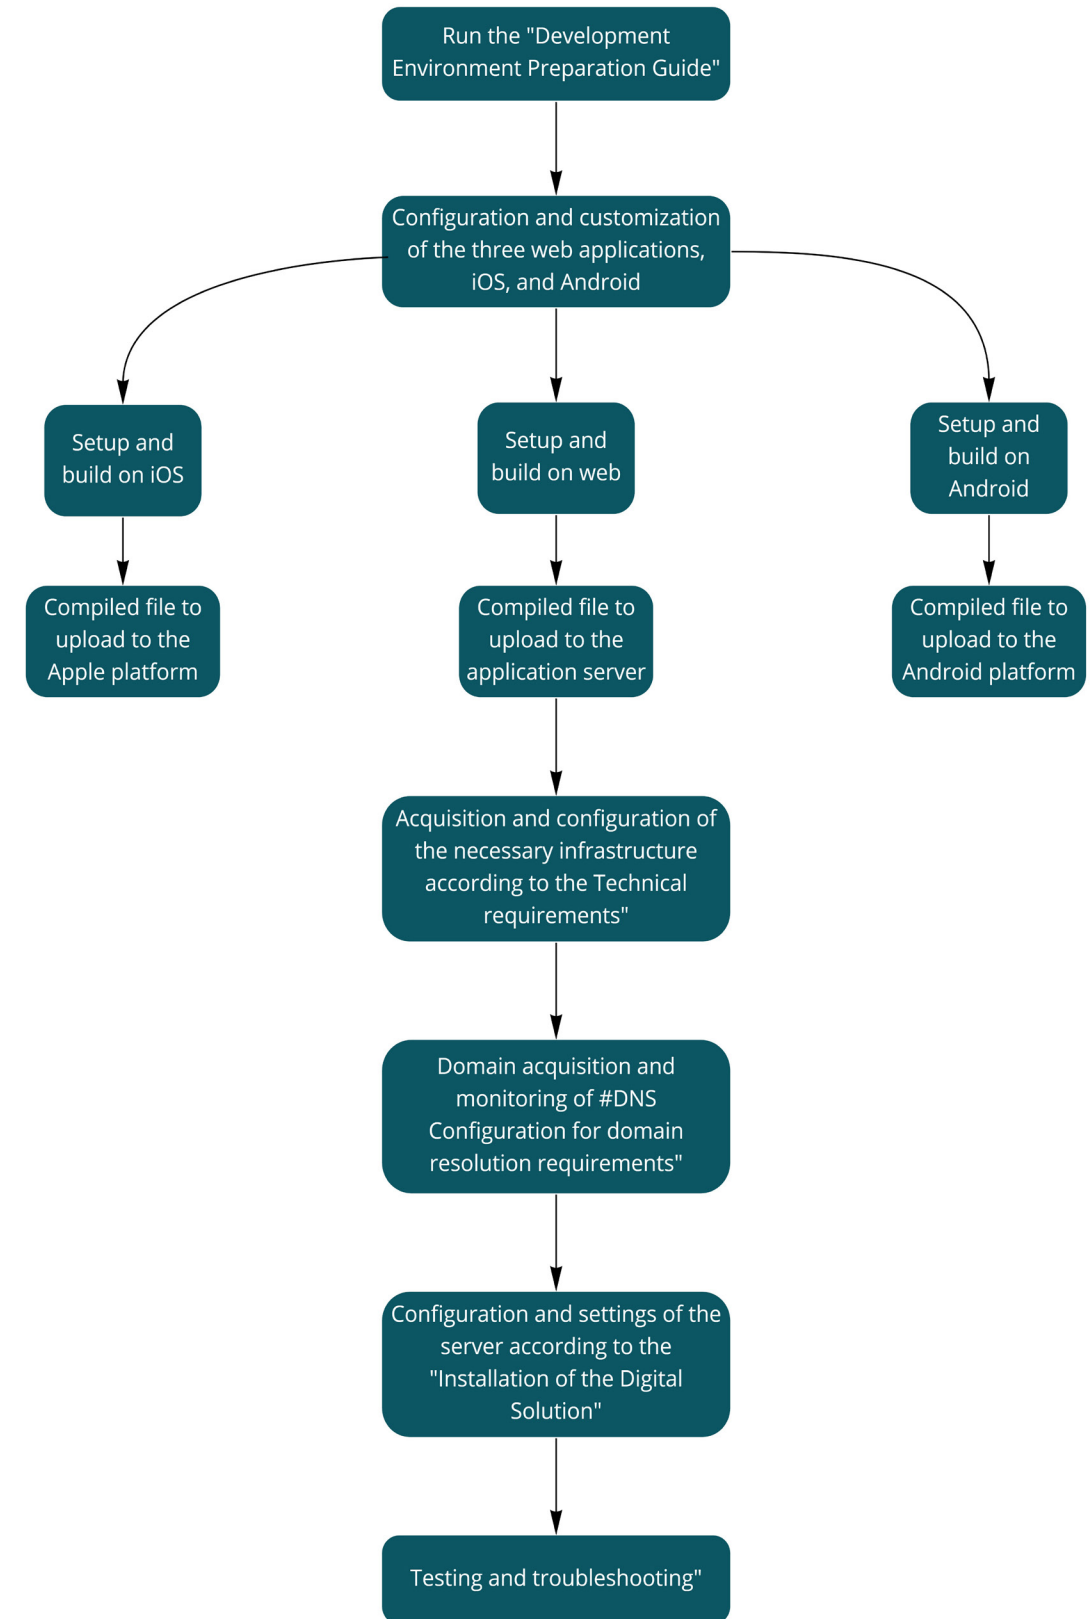 Run the "Development
Environment Preparation Guide"
Configuration and customization
of the three web applications,
iOS, and Android
Setup and
build on iOS
Setup and
build on web
Setup and
build on
Android
Compiled file to
upload to the
Apple platform
Compiled file to
upload to the
application server
Compiled file to
upload to the
Android platform
Acquisition and configuration of
the necessary infrastructure
according to the Technical
requirements"
Domain acquisition and
monitoring of #DNS
Configuration for domain
resolution requirements"
Configuration and settings of the
server according to the
"Installation of the Digital
Solution"
Testing and troubleshooting"